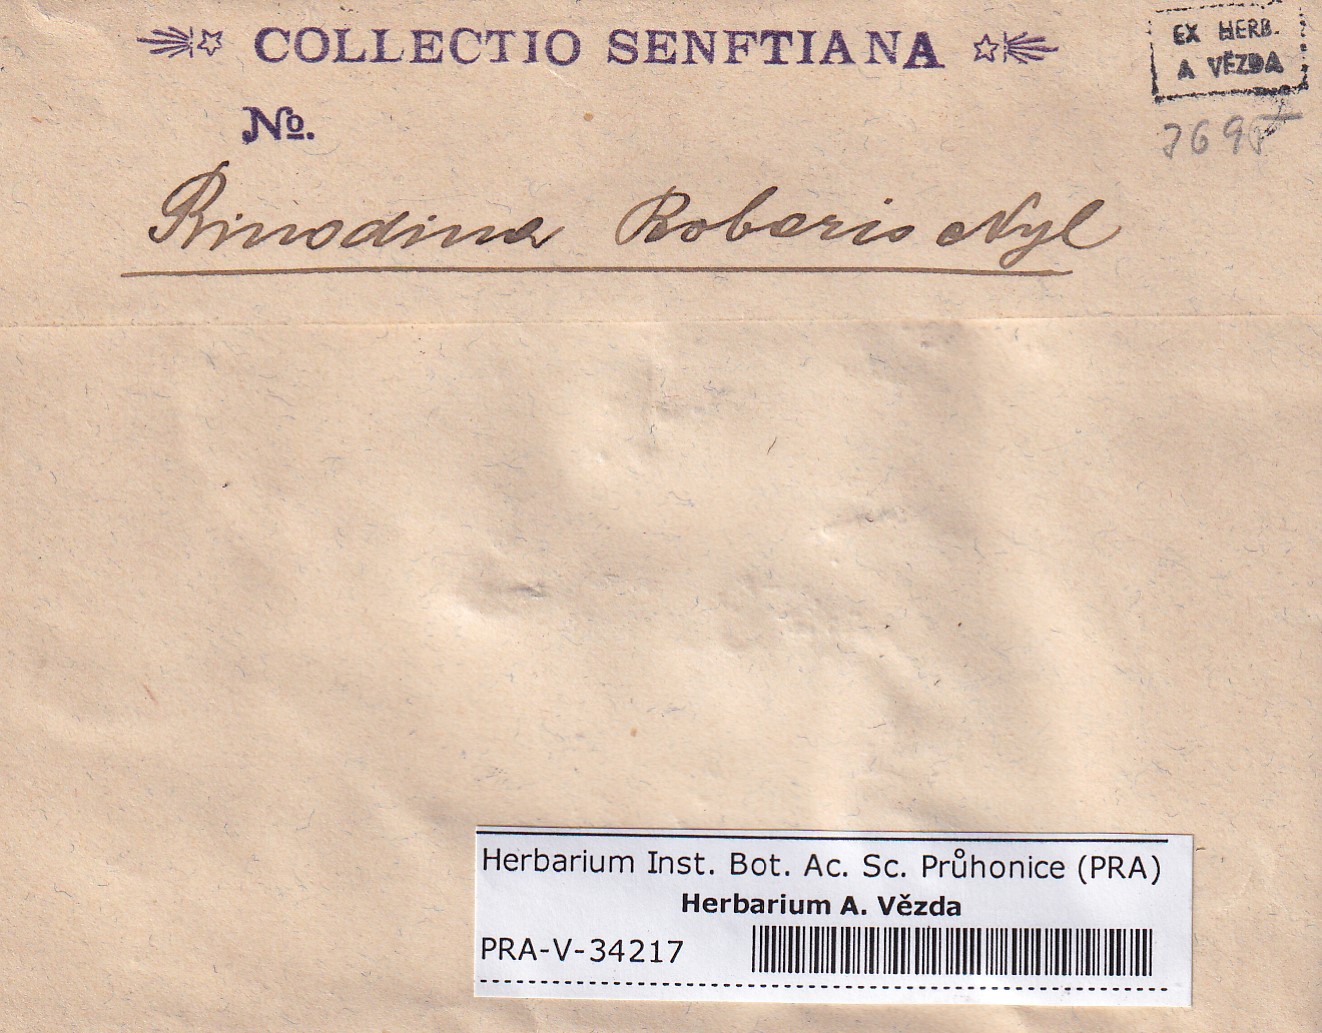 COLLECTIO SENFTIANA
EX HERB.
A VĚZDA
No.
Rinodina Roboris Nyl
Herbarium Inst. Bot. Ac. Sc. Průhonice (PRA)
Herbarium A. Vězda
PRA-V-34217